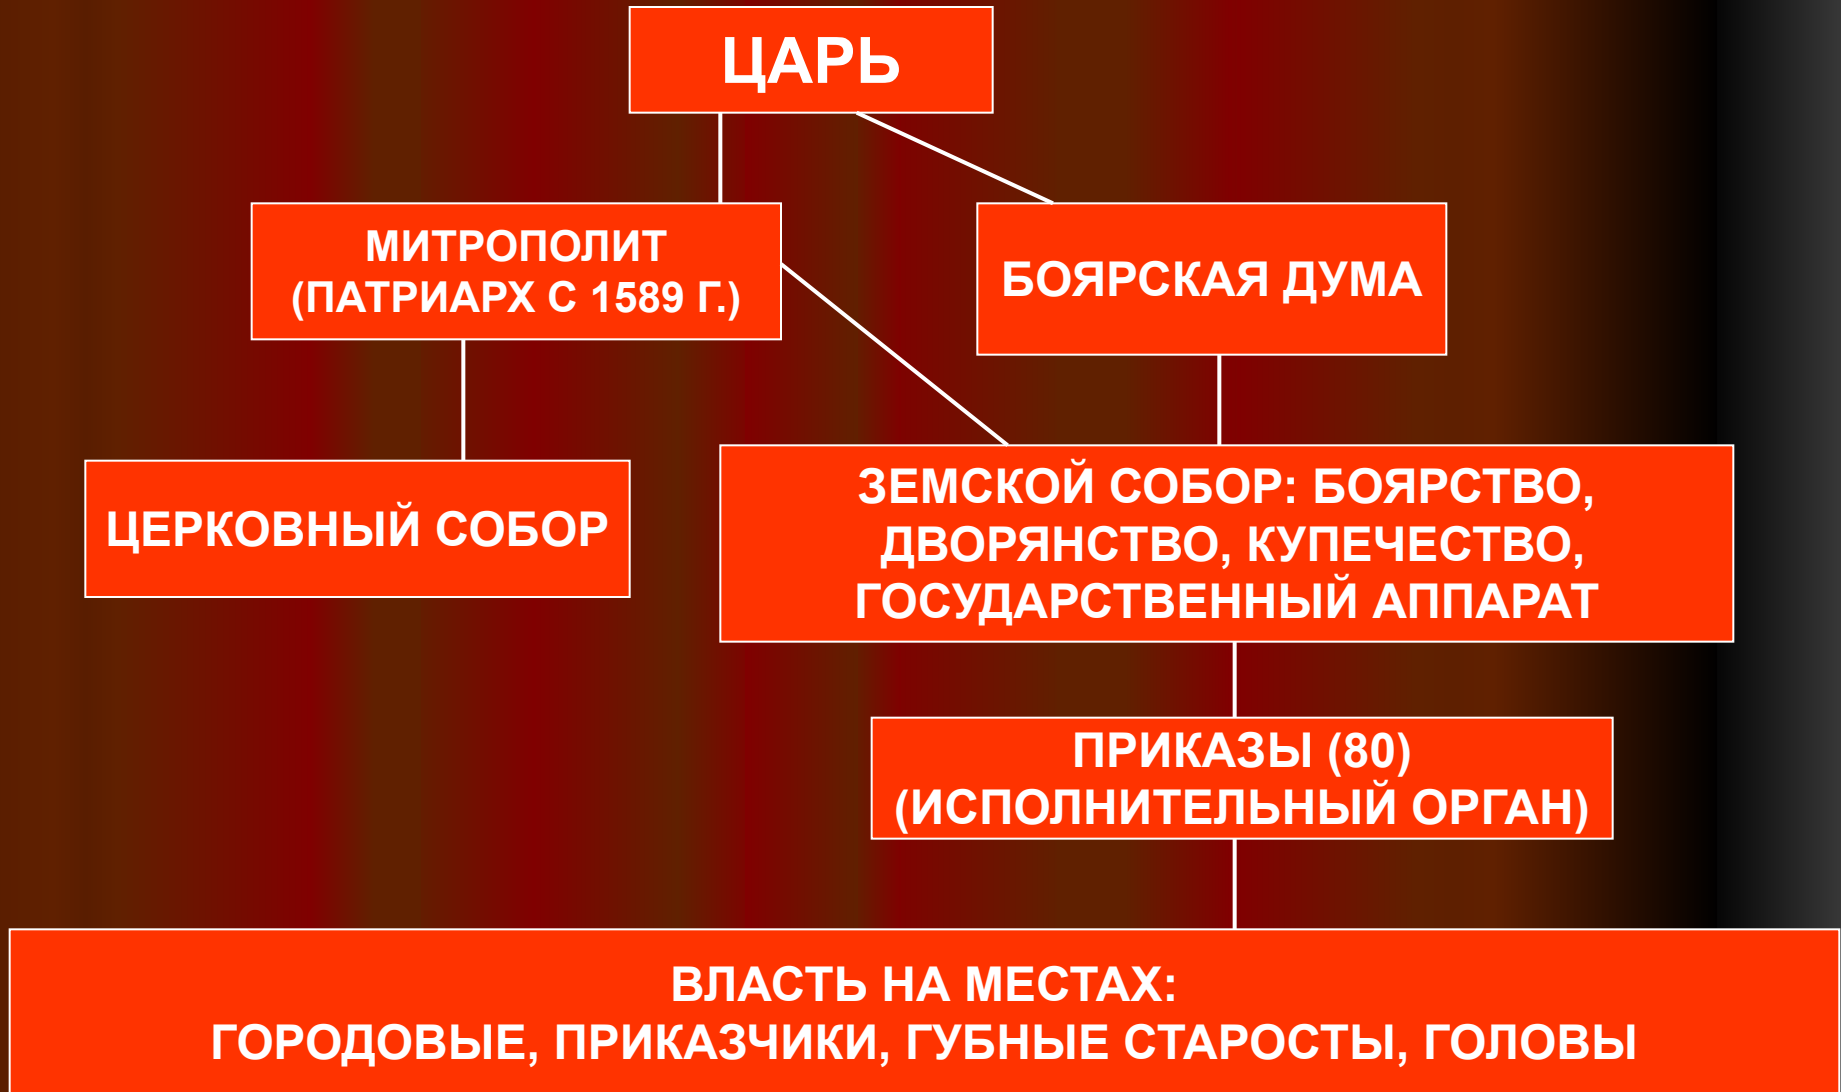 ЦАРЬ
МИТРОПОЛИТ
(ПАТРИАРХ С 1589 Г.)
БОЯРСКАЯ ДУМА
ЦЕРКОВНЫЙ СОБОР
ЗЕМСКОЙ СОБОР: БОЯРСТВО,
ДВОРЯНСТВО, КУПЕЧЕСТВО,
ГОСУДАРСТВЕННЫЙ АППАРАТ
ПРИКАЗЫ (80)
(ИСПОЛНИТЕЛЬНЫЙ ОРГАН)
ВЛАСТЬ НА МЕСТАХ:
ГОРОДОВЫЕ, ПРИКАЗЧИКИ, ГУБНЫЕ СТАРОСТЫ, ГОЛОВЫ